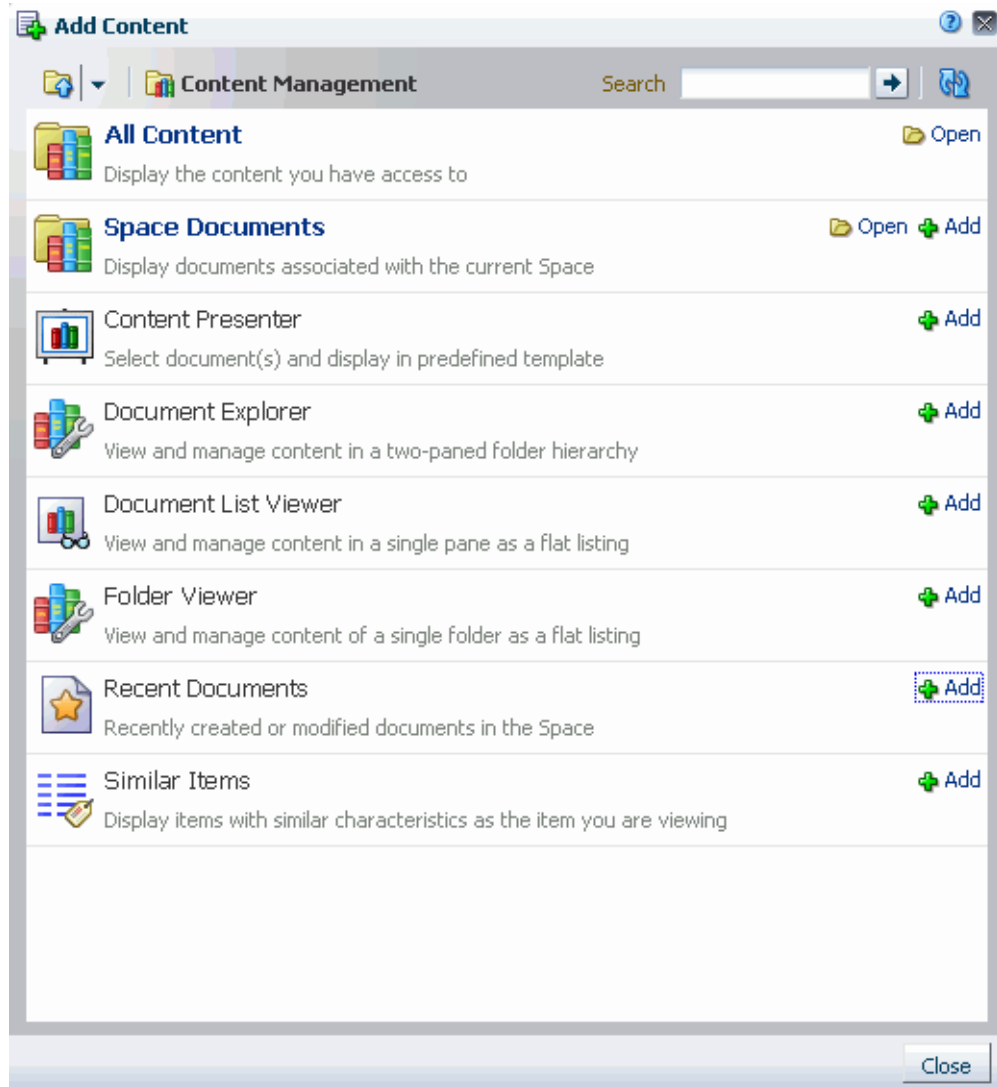 Add Content
Content Management Search
All Content Open
Display the content you have access to
Space Documents Open Add
Display documents associated with the current Space
Content Presenter Add
Select document(s) and display in predefined template
Document Explorer Add
View and manage content in a two-paned folder hierarchy
Document List Viewer Add
View and manage content in a single pane as a flat listing
Folder Viewer Add
View and manage content of a single folder as a flat listing
Recent Documents Add
Recently created or modified documents in the Space
Similar Items Add
Display items with similar characteristics as the item you are viewing
Close